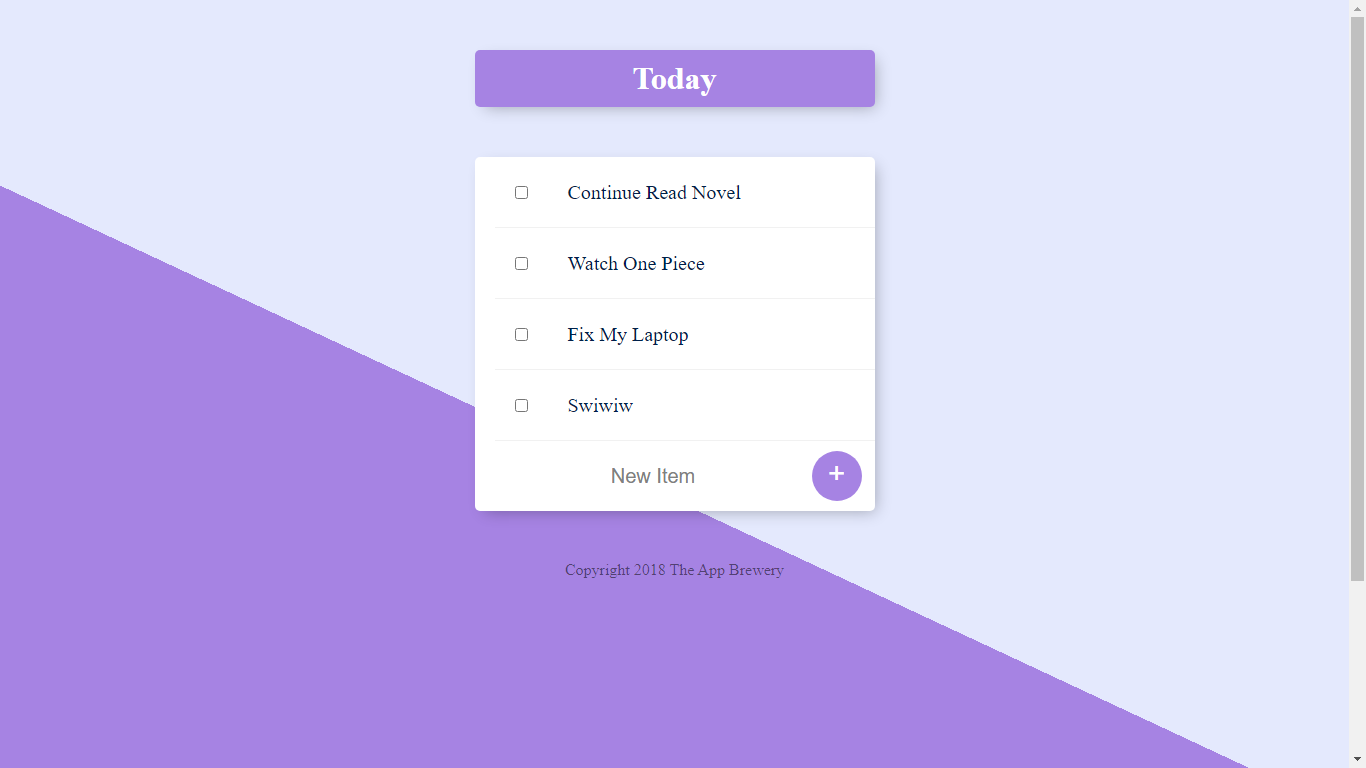 Today
Continue Read Novel
Watch One Piece
Fix My Laptop
Swiwiw
New Item
+
Copyright 2018 The App Brewery